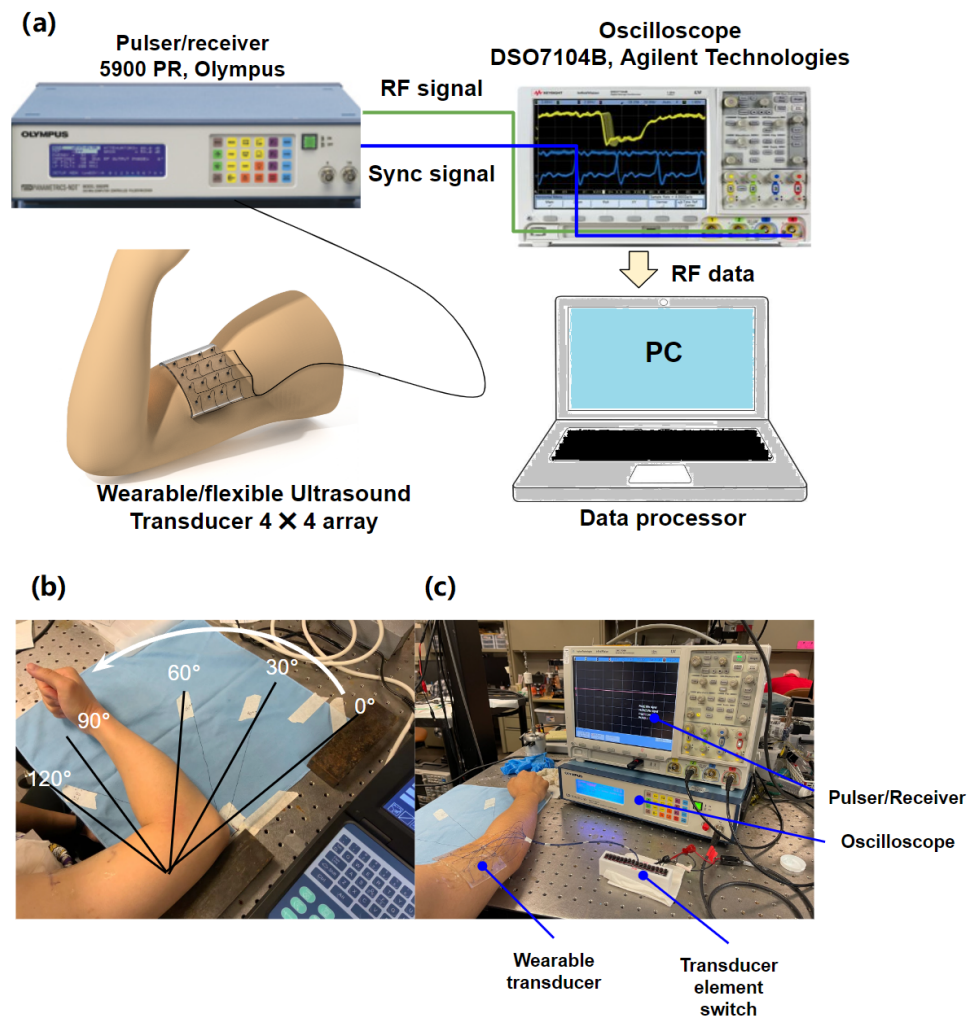 (a)
Pulser/receiver
5900 PR, Olympus
Oscilloscope
DSO7104B, Agilent Technologies
RF signal
Sync signal
OLYMPUS
RF data
PC
Wearable/flexible Ultrasound
Transducer 4 × 4 array
Data processor
(b)
(c)
0°
30°
60°
90°
120°
OLYMPUS
Pulser/Receiver
Oscilloscope
Wearable
transducer
Transducer
element
switch